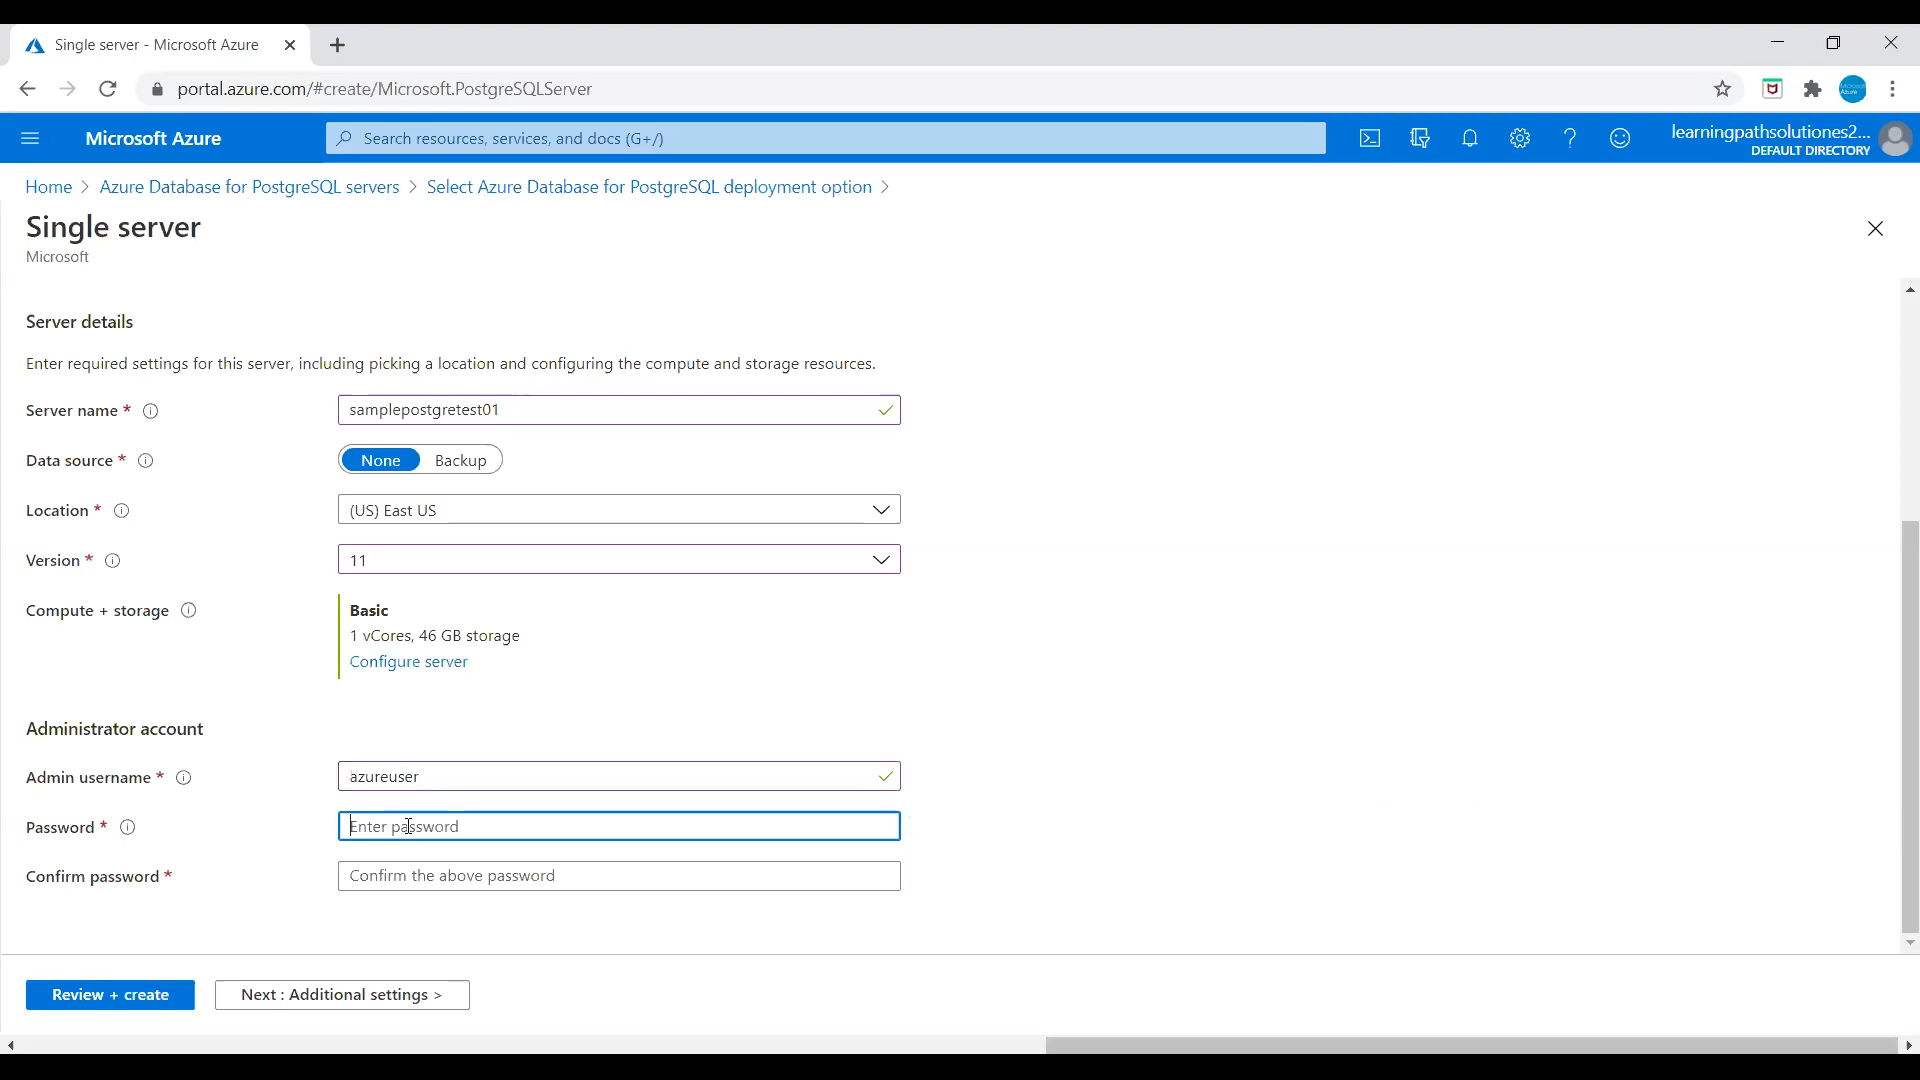 Single server - Microsoft Azure
portal.azure.com/#create/Microsoft.PostgreSQLServer
Microsoft Azure
Search resources, services, and docs (G+/)
learningpathsolutiones2...
DEFAULT DIRECTORY
Home > Azure Database for PostgreSQL servers > Select Azure Database for PostgreSQL deployment option >
Single server
Microsoft
Server details
Enter required settings for this server, including picking a location and configuring the compute and storage resources.
Server name *
samplepostgretest01
Data source *
None Backup
Location *
(US) East US
Version *
11
Compute + storage
Basic
1 vCores, 46 GB storage
Configure server
Administrator account
Admin username *
azureuser
Password *
Enter password
Confirm password *
Confirm the above password
Review + create
Next : Additional settings >